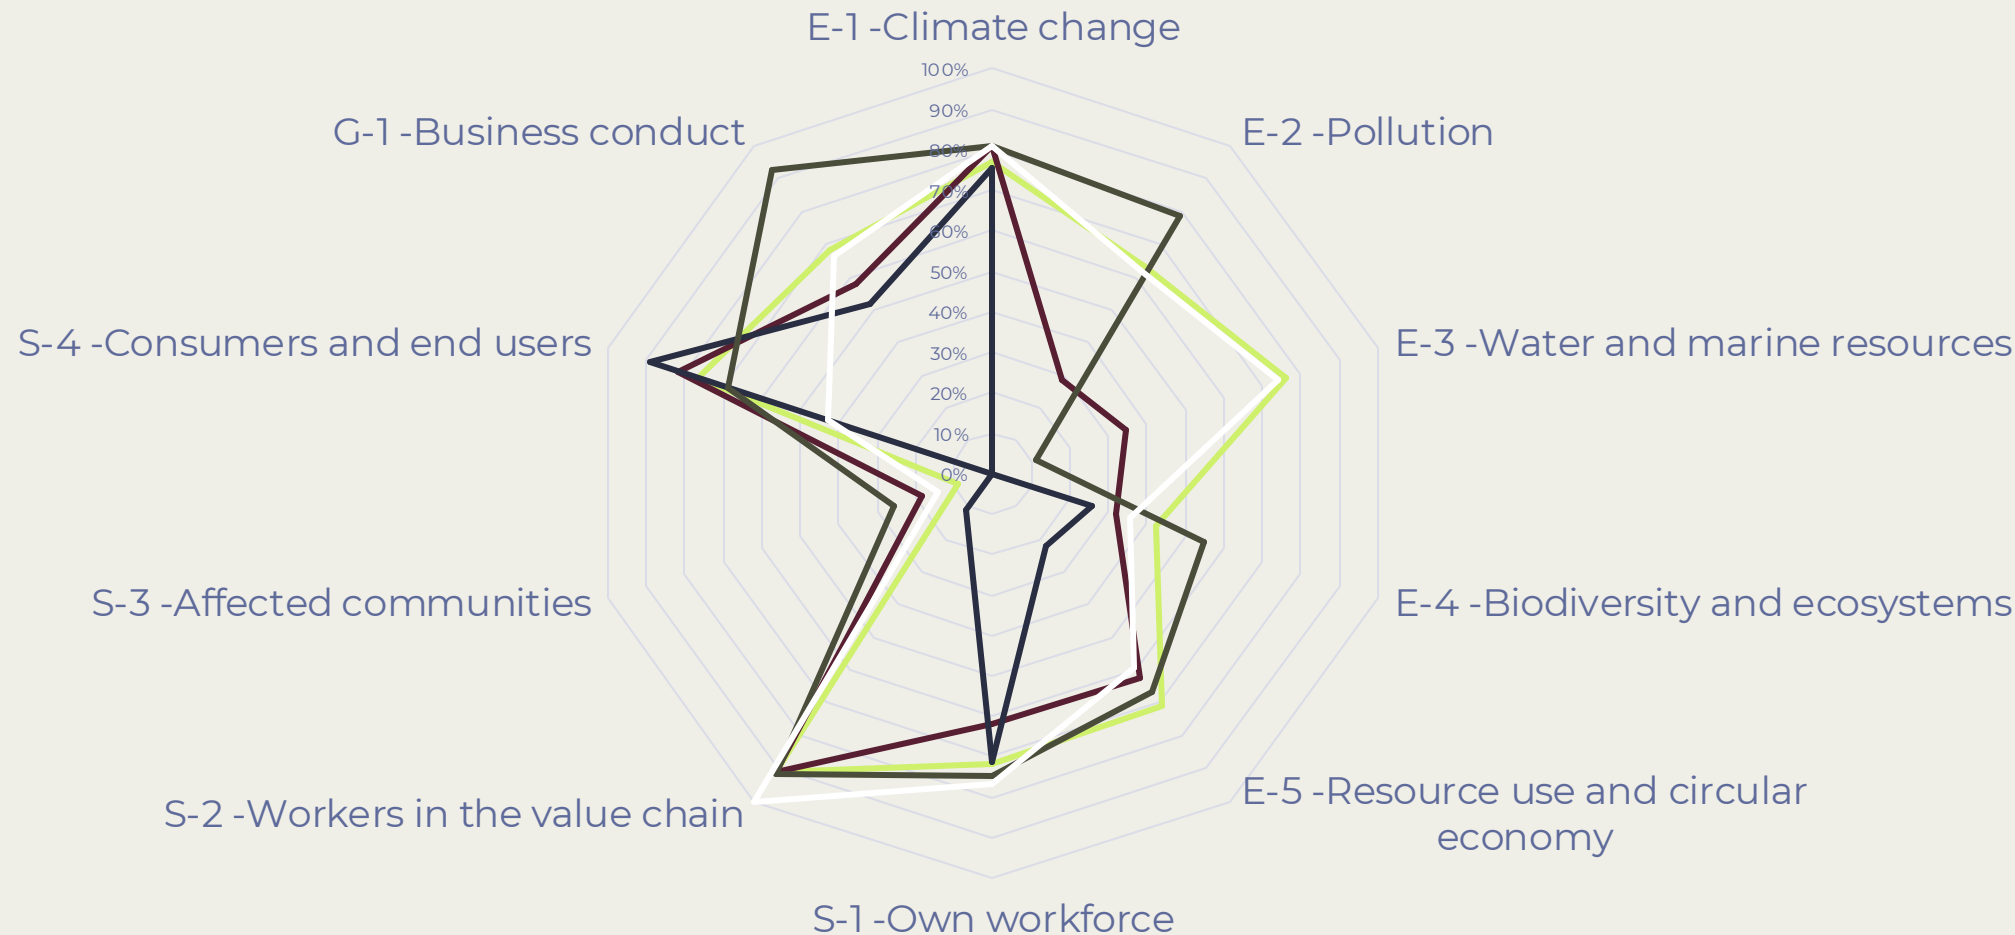 E-1 -Climate change
100%
90%
80%
70%
60%
50%
40%
30%
20%
10%
0%
G-1 -Business conduct
E-2 -Pollution
S-4 -Consumers and end users
E-3 -Water and marine resources
S-3 -Affected communities
E-4 -Biodiversity and ecosystems
S-2 -Workers in the value chain
E-5 -Resource use and circular
economy
S-1 -Own workforce